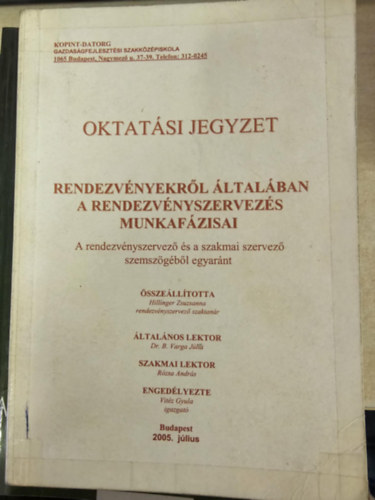 KOPINT-DATORG
GAZDASÁGFEJLESZTÉSI SZAKKÖZÉPISKOLA
1065 Budapest, Nagymező u. 37-39. Telefon: 312-0245
OKTATÁSI JEGYZET
RENDEZVÉNYEKRŐL ÁLTALÁBAN
A RENDEZVÉNYSZERVEZÉS
MUNKAFÁZISAI
A rendezvényszervező és a szakmai szervező
szemszögéből egyaránt
ÖSSZEÁLLÍTOTTA
Hillinger Zsuzsanna
rendezvényszervező szaktanár
ÁLTALÁNOS LEKTOR
Dr. B. Varga Júlia
SZAKMAI LEKTOR
Rózsa András
ENGEDÉLYEZTE
Vitéz Gyula
igazgató
Budapest
2005. július